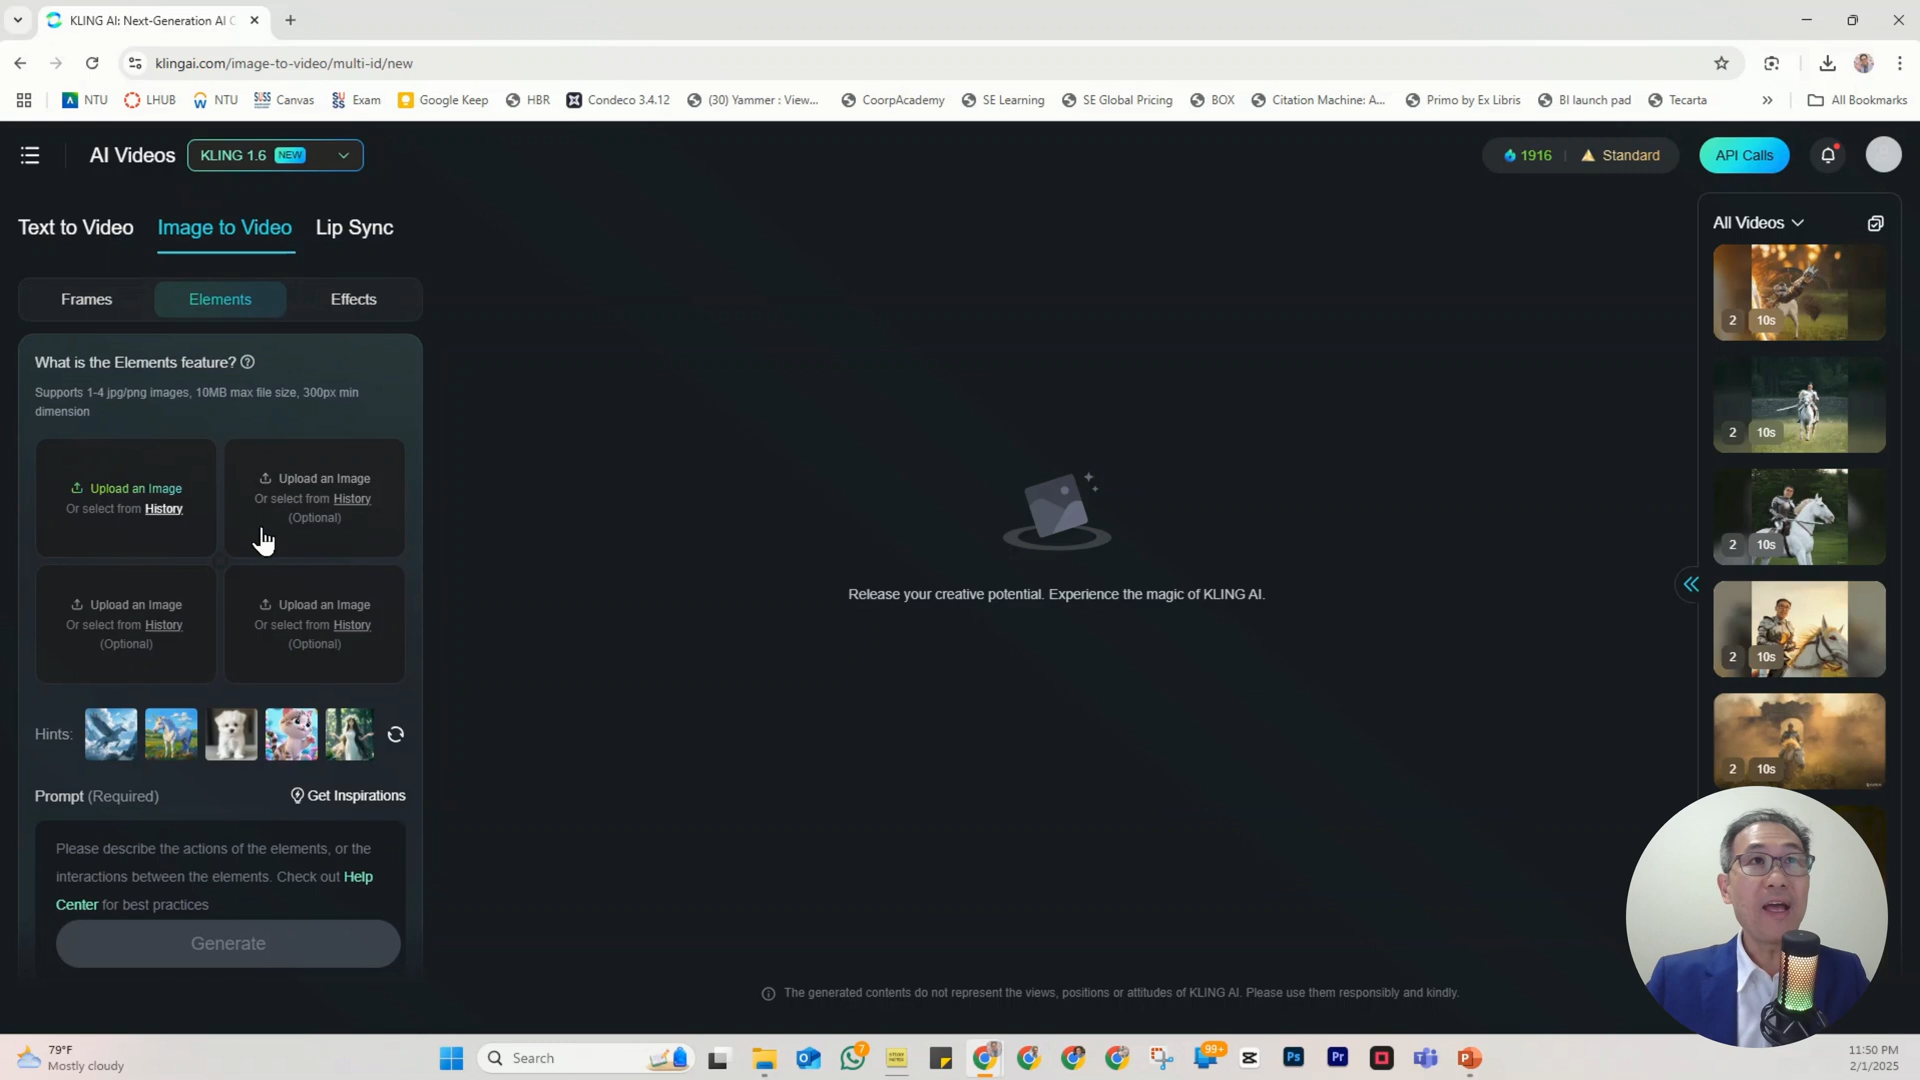 KLING AI: Next-Generation AI C
klingai.com/image-to-video/multi-id/new
NTU
LHUB
NTU
Canvas
Exam
Google Keep
HBR
Condeco 3.4.12
(30) Yammer : View...
CoorpAcademy
SE Learning
SE Global Pricing
BOX
Citation Machine: A...
Primo by Ex Libris
BI launch pad
Tecarta
All Bookmarks
AI Videos
KLING 1.6 NEW
1916
Standard
API Calls
Text to Video
Image to Video
Lip Sync
Frames
Elements
Effects
What is the Elements feature?
Supports 1-4 jpg/png images, 10MB max file size, 300px min
dimension
Upload an Image
Or select from History
Upload an Image
Or select from History
(Optional)
Upload an Image
Or select from History
(Optional)
Upload an Image
Or select from History
(Optional)
Hints:
Prompt (Required)
Get Inspirations
Please describe the actions of the elements, or the
interactions between the elements. Check out Help
Center for best practices
Generate
Release your creative potential. Experience the magic of KLING AI.
The generated contents do not represent the views, positions or attitudes of KLING AI. Please use them responsibly and kindly.
All Videos
2 10s
2 10s
2 10s
2 10s
2 10s
79°F
Mostly cloudy
Search
7
99+
Ps
Pr
11:50 PM
2/1/2025